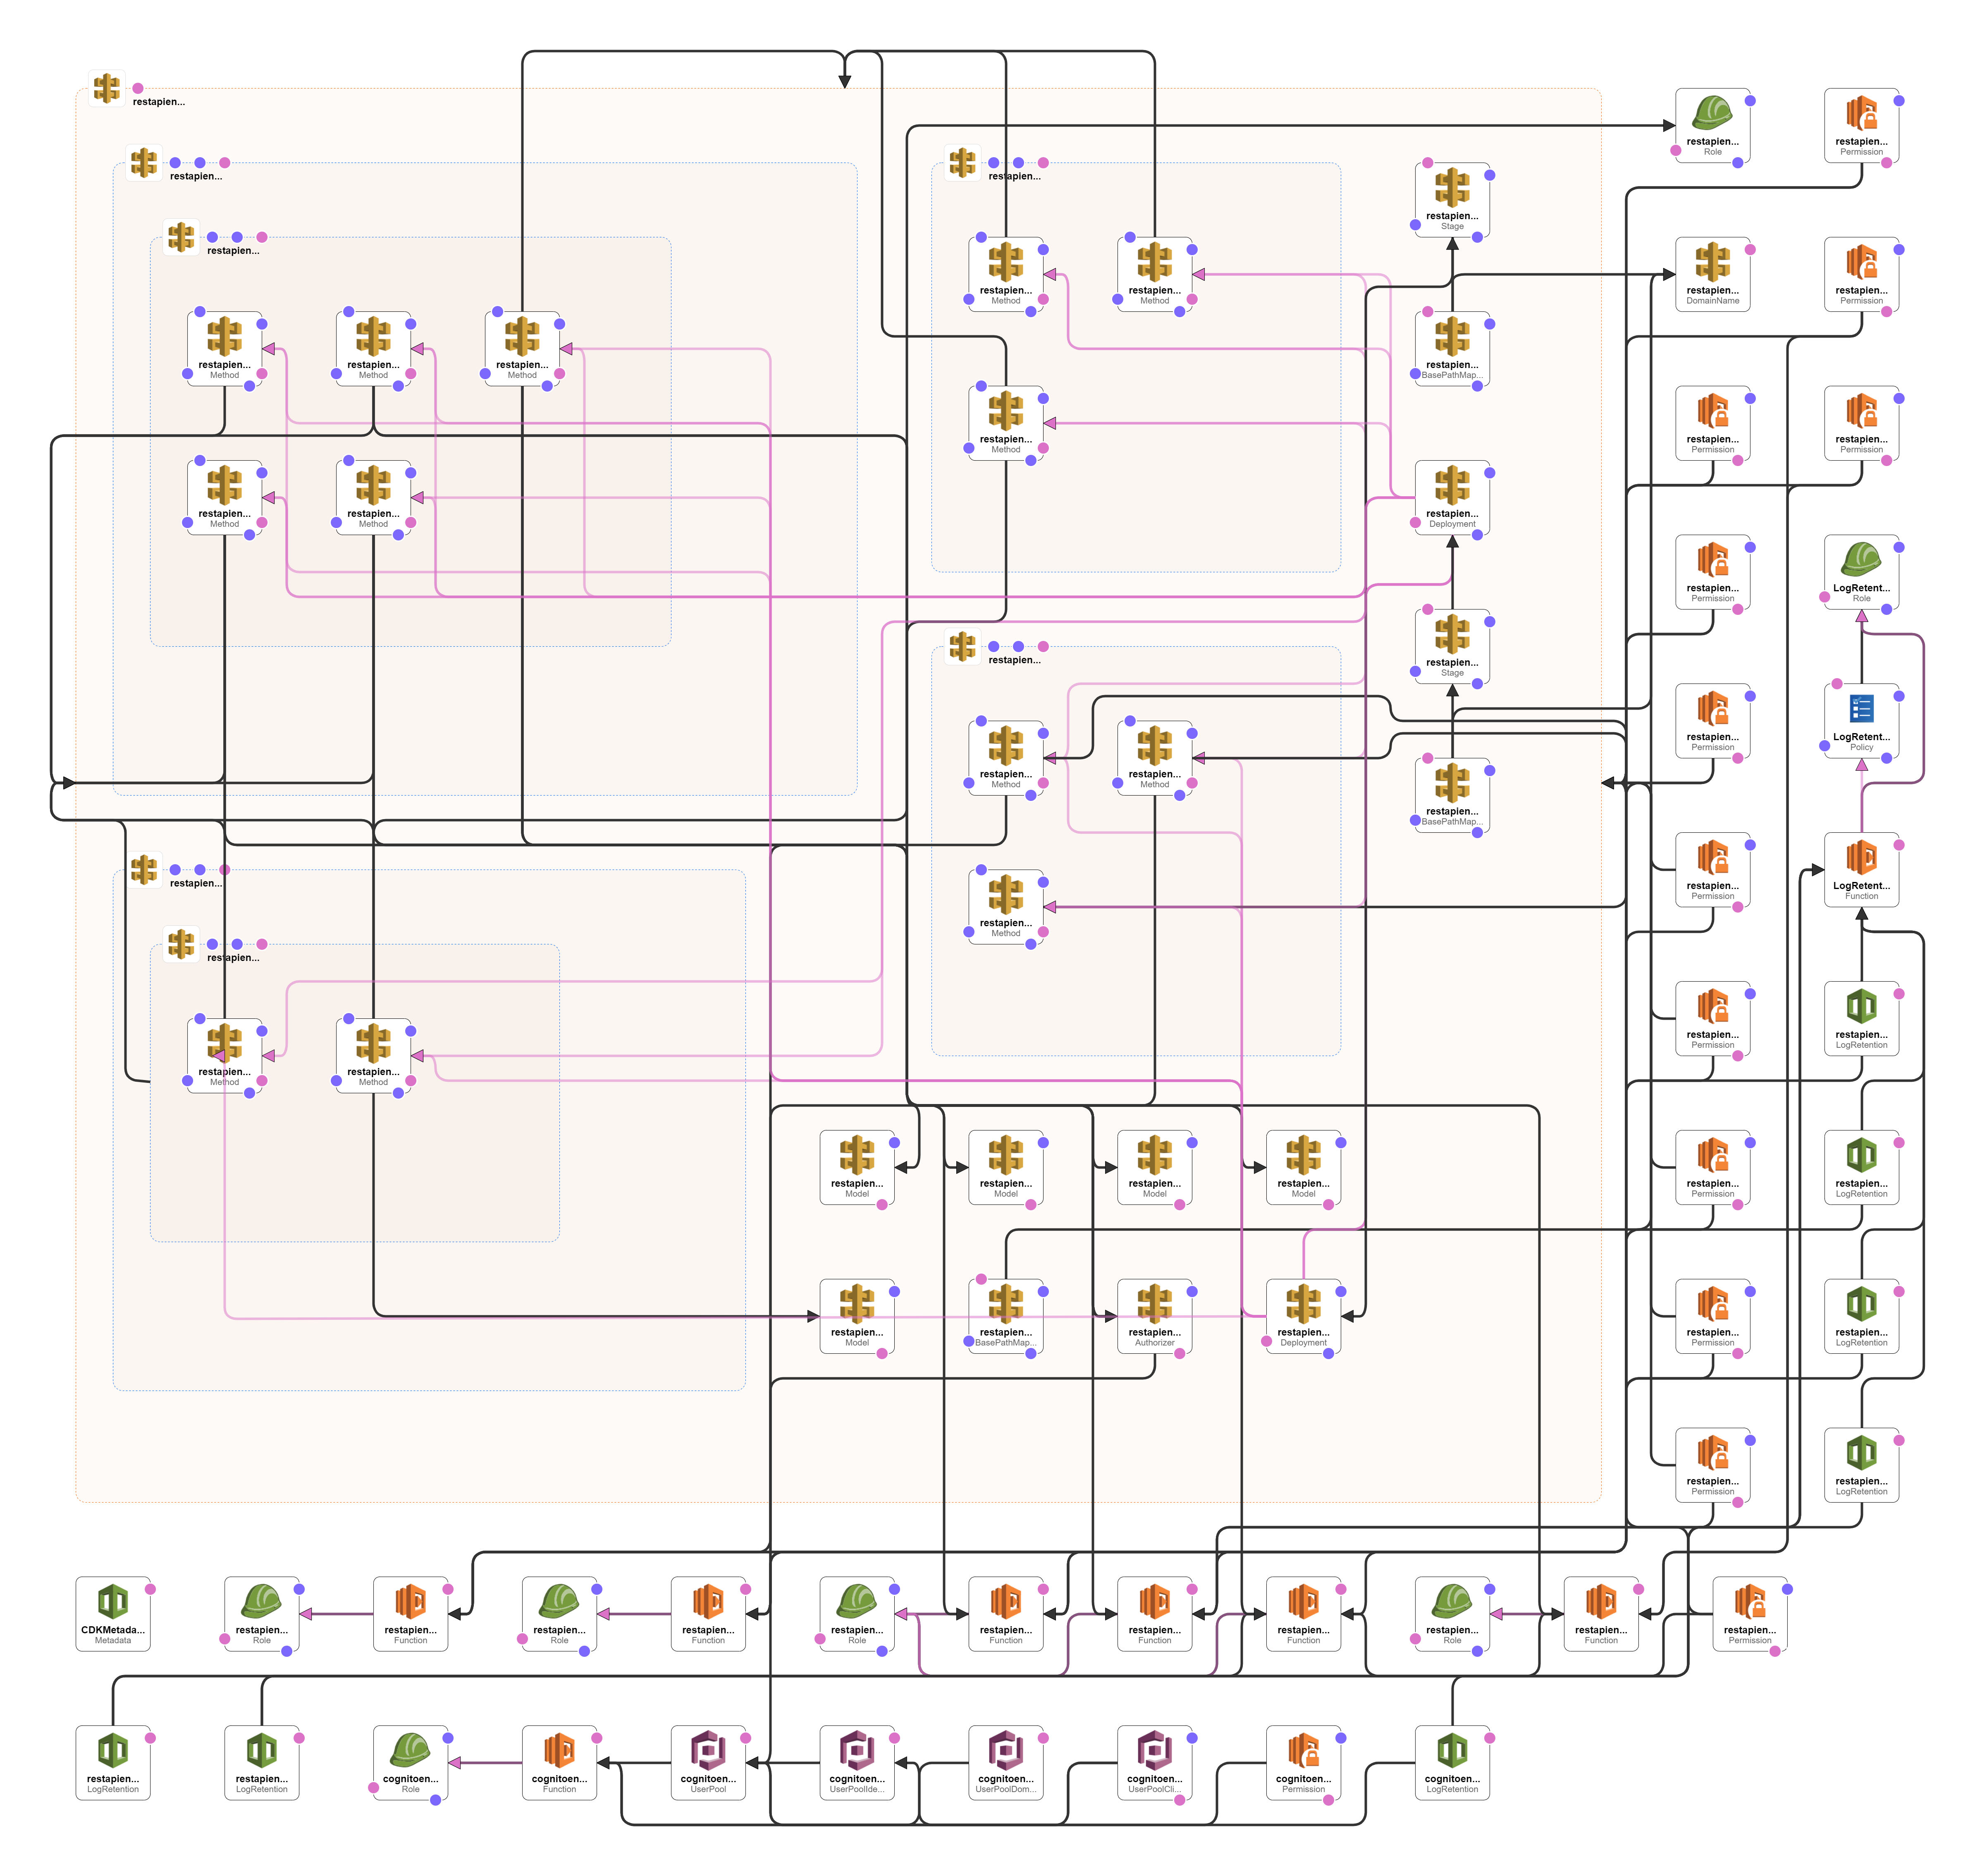 restapien...
restapien...
restapien...
restapien...
Role
restapien...
Permission
restapien...
restapien...
Stage
restapien...
Method
restapien...
Method
restapien...
DomainName
restapien...
Permission
restapien...
Method
restapien...
Method
restapien...
Method
restapien...
BasePathMap...
restapien...
Method
restapien...
Permission
restapien...
Permission
restapien...
Method
restapien...
Method
restapien...
Deployment
restapien...
Permission
LogRetent...
Role
restapien...
restapien...
Stage
restapien...
Method
restapien...
Method
restapien...
Permission
LogRetent...
Policy
restapien...
BasePathMap...
restapien...
restapien...
Method
restapien...
Permission
LogRetent...
Function
restapien...
restapien...
Method
restapien...
Method
restapien...
Permission
restapien...
LogRetention
restapien...
Model
restapien...
Model
restapien...
Model
restapien...
Model
restapien...
Permission
restapien...
LogRetention
restapien...
Model
restapien...
BasePathMap...
restapien...
Authorizer
restapien...
Deployment
restapien...
Permission
restapien...
LogRetention
restapien...
Permission
restapien...
LogRetention
CDKMetada...
Metadata
restapien...
Role
restapien...
Function
restapien...
Role
restapien...
Function
restapien...
Role
restapien...
Function
restapien...
Function
restapien...
Function
restapien...
Role
restapien...
Function
restapien...
Permission
restapien...
LogRetention
restapien...
LogRetention
cognitoen...
Role
cognitoen...
Function
cognitoen...
UserPool
cognitoen...
UserPoolIde...
cognitoen...
UserPoolDom...
cognitoen...
UserPoolCli...
cognitoen...
Permission
cognitoen...
LogRetention